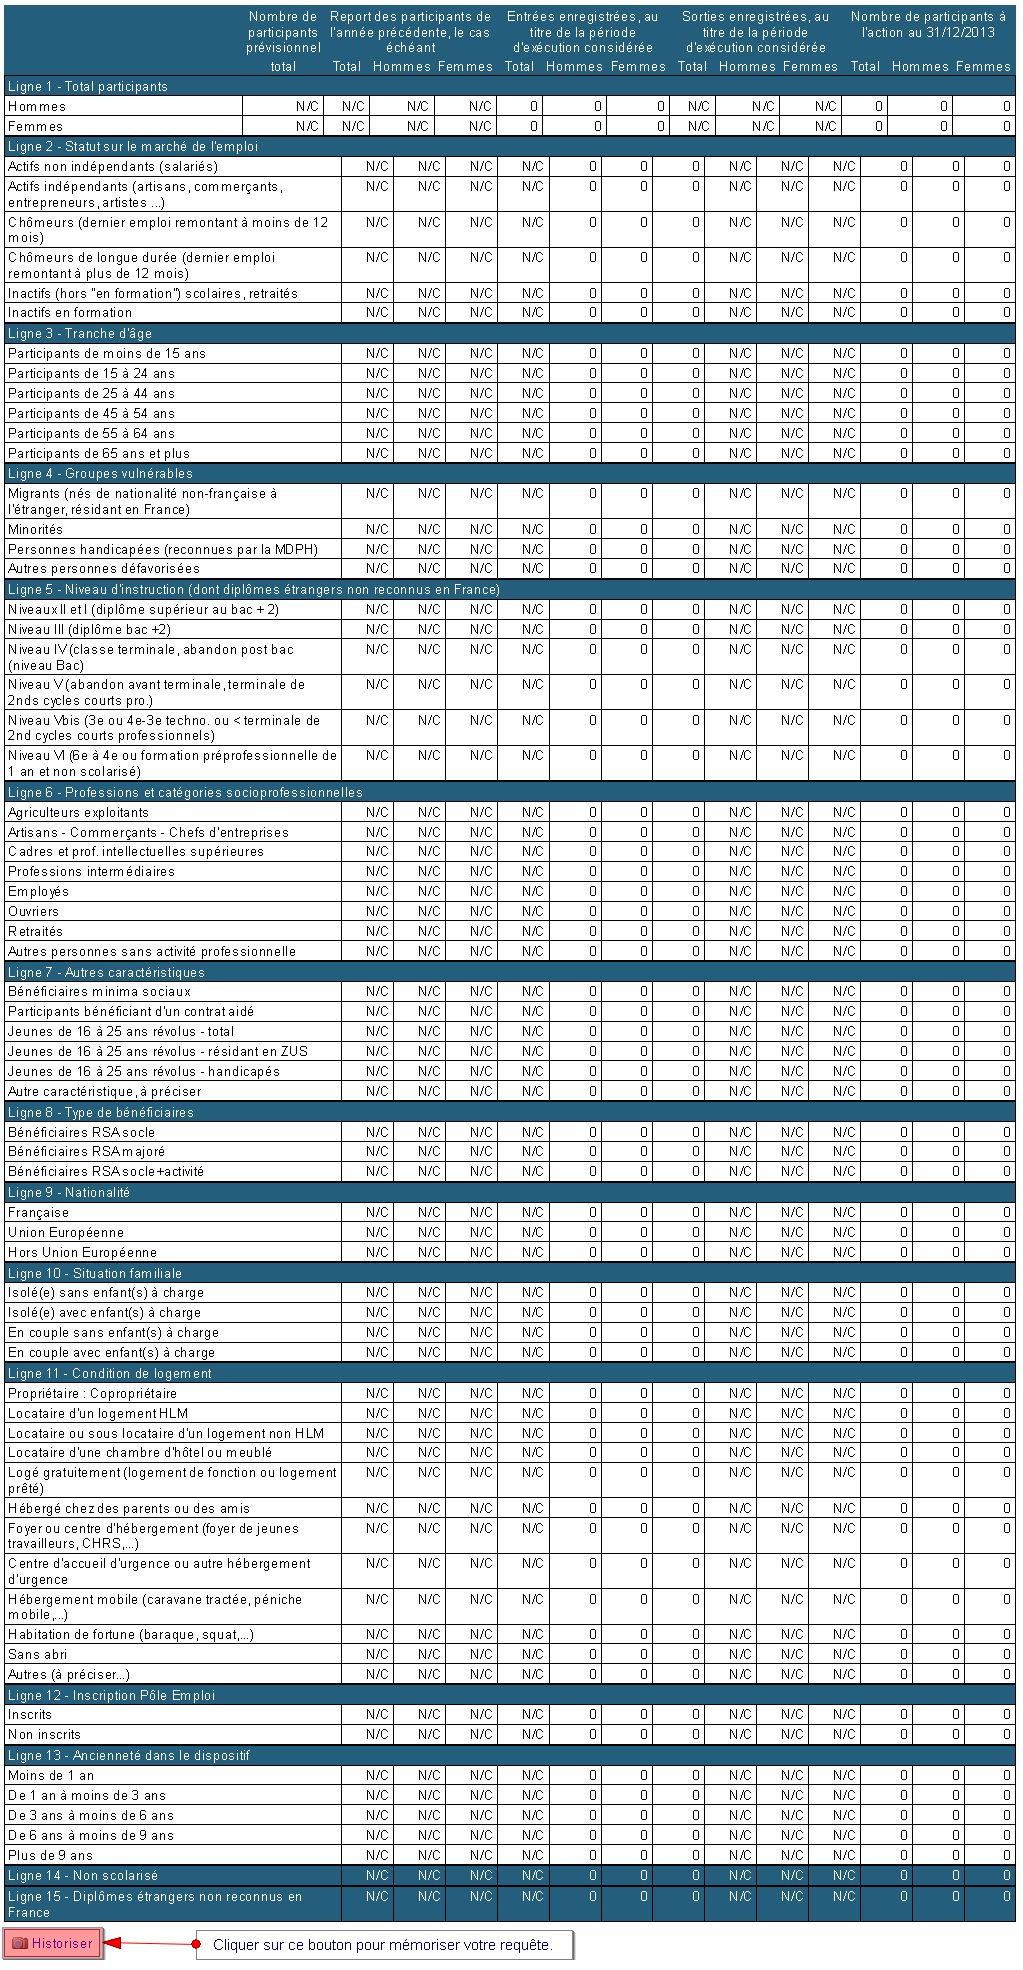 Nombre de participants prévisionnel Report des participants de l'année précédente, le cas échéant Entrées enregistrées, au titre de la période d'exécution considérée Sorties enregistrées, au titre de la période d'exécution considérée Nombre de participants à l'action au 31/12/2013
total Total Hommes Femmes Total Hommes Femmes Total Hommes Femmes Total Hommes Femmes
Ligne 1 - Total participants
Hommes N/C N/C N/C N/C 0 0 0 N/C N/C N/C 0 0 0
Femmes N/C N/C N/C N/C 0 0 0 N/C N/C N/C 0 0 0
Ligne 2 - Statut sur le marché de l'emploi
Actifs non indépendants (salariés) N/C N/C N/C N/C 0 0 0 N/C N/C N/C 0 0 0
Actifs indépendants (artisans, commerçants, N/C N/C N/C N/C 0 0 0 N/C N/C N/C 0 0 0
entrepreneurs, artistes ...)
Chômeurs (dernier emploi remontant à moins de 12 N/C N/C N/C N/C 0 0 0 N/C N/C N/C 0 0 0
mois)
Chômeurs de longue durée (dernier emploi N/C N/C N/C N/C 0 0 0 N/C N/C N/C 0 0 0
remontant à plus de 12 mois)
Inactifs (hors "en formation") scolaires, retraités N/C N/C N/C N/C 0 0 0 N/C N/C N/C 0 0 0
Inactifs en formation N/C N/C N/C N/C 0 0 0 N/C N/C N/C 0 0 0
Ligne 3 - Tranche d'âge
Participants de moins de 15 ans N/C N/C N/C N/C 0 0 0 N/C N/C N/C 0 0 0
Participants de 15 à 24 ans N/C N/C N/C N/C 0 0 0 N/C N/C N/C 0 0 0
Participants de 25 à 44 ans N/C N/C N/C N/C 0 0 0 N/C N/C N/C 0 0 0
Participants de 45 à 54 ans N/C N/C N/C N/C 0 0 0 N/C N/C N/C 0 0 0
Participants de 55 à 64 ans N/C N/C N/C N/C 0 0 0 N/C N/C N/C 0 0 0
Participants de 65 ans et plus N/C N/C N/C N/C 0 0 0 N/C N/C N/C 0 0 0
Ligne 4 - Groupes vulnérables
Migrants (nés de nationalité non-française à N/C N/C N/C N/C 0 0 0 N/C N/C N/C 0 0 0
l'étranger, résidant en France)
Minorités N/C N/C N/C N/C 0 0 0 N/C N/C N/C 0 0 0
Personnes handicapées (reconnues par la MDPH) N/C N/C N/C N/C 0 0 0 N/C N/C N/C 0 0 0
Autres personnes défavorisées N/C N/C N/C N/C 0 0 0 N/C N/C N/C 0 0 0
Ligne 5 - Niveau d'instruction (dont diplômes étrangers non reconnus en France)
Niveaux II et I (diplôme supérieur au bac + 2) N/C N/C N/C N/C 0 0 0 N/C N/C N/C 0 0 0
Niveau III (diplôme bac +2) N/C N/C N/C N/C 0 0 0 N/C N/C N/C 0 0 0
Niveau IV (classe terminale, abandon post bac N/C N/C N/C N/C 0 0 0 N/C N/C N/C 0 0 0
(niveau Bac)
Niveau V (abandon avant terminale, terminale de N/C N/C N/C N/C 0 0 0 N/C N/C N/C 0 0 0
2nds cycles courts pro.)
Niveau Vbis (3e ou 4e-3e techno. ou < terminale de N/C N/C N/C N/C 0 0 0 N/C N/C N/C 0 0 0
2nd cycles courts professionnels)
Niveau VI (6e à 4e ou formation préprofessionnelle de N/C N/C N/C N/C 0 0 0 N/C N/C N/C 0 0 0
1 an et non scolarisé)
Ligne 6 - Professions et catégories socioprofessionnelles
Agriculteurs exploitants N/C N/C N/C N/C 0 0 0 N/C N/C N/C 0 0 0
Artisans - Commerçants - Chefs d'entreprises N/C N/C N/C N/C 0 0 0 N/C N/C N/C 0 0 0
Cadres et prof. intellectuelles supérieures N/C N/C N/C N/C 0 0 0 N/C N/C N/C 0 0 0
Professions intermédiaires N/C N/C N/C N/C 0 0 0 N/C N/C N/C 0 0 0
Employés N/C N/C N/C N/C 0 0 0 N/C N/C N/C 0 0 0
Ouvriers N/C N/C N/C N/C 0 0 0 N/C N/C N/C 0 0 0
Retraités N/C N/C N/C N/C 0 0 0 N/C N/C N/C 0 0 0
Autres personnes sans activité professionnelle N/C N/C N/C N/C 0 0 0 N/C N/C N/C 0 0 0
Ligne 7 - Autres caractéristiques
Bénéficiaires minima sociaux N/C N/C N/C N/C 0 0 0 N/C N/C N/C 0 0 0
Participants bénéficiant d'un contrat aidé N/C N/C N/C N/C 0 0 0 N/C N/C N/C 0 0 0
Jeunes de 16 à 25 ans révolus - total N/C N/C N/C N/C 0 0 0 N/C N/C N/C 0 0 0
Jeunes de 16 à 25 ans révolus - résidant en ZUS N/C N/C N/C N/C 0 0 0 N/C N/C N/C 0 0 0
Jeunes de 16 à 25 ans révolus - handicapés N/C N/C N/C N/C 0 0 0 N/C N/C N/C 0 0 0
Autre caractéristique, à préciser N/C N/C N/C N/C 0 0 0 N/C N/C N/C 0 0 0
Ligne 8 - Type de bénéficiaires
Bénéficiaires RSA socle N/C N/C N/C N/C 0 0 0 N/C N/C N/C 0 0 0
Bénéficiaires RSA majoré N/C N/C N/C N/C 0 0 0 N/C N/C N/C 0 0 0
Bénéficiaires RSA socle+activité N/C N/C N/C N/C 0 0 0 N/C N/C N/C 0 0 0
Ligne 9 - Nationalité
Française N/C N/C N/C N/C 0 0 0 N/C N/C N/C 0 0 0
Union Européenne N/C N/C N/C N/C 0 0 0 N/C N/C N/C 0 0 0
Hors Union Européenne N/C N/C N/C N/C 0 0 0 N/C N/C N/C 0 0 0
Ligne 10 - Situation familiale
Isolé(e) sans enfant(s) à charge N/C N/C N/C N/C 0 0 0 N/C N/C N/C 0 0 0
Isolé(e) avec enfant(s) à charge N/C N/C N/C N/C 0 0 0 N/C N/C N/C 0 0 0
En couple sans enfant(s) à charge N/C N/C N/C N/C 0 0 0 N/C N/C N/C 0 0 0
En couple avec enfant(s) à charge N/C N/C N/C N/C 0 0 0 N/C N/C N/C 0 0 0
Ligne 11 - Condition de logement
Propriétaire : Copropriétaire N/C N/C N/C N/C 0 0 0 N/C N/C N/C 0 0 0
Locataire d'un logement HLM N/C N/C N/C N/C 0 0 0 N/C N/C N/C 0 0 0
Locataire ou sous locataire d'un logement non HLM N/C N/C N/C N/C 0 0 0 N/C N/C N/C 0 0 0
Locataire d'une chambre d'hôtel ou meublé N/C N/C N/C N/C 0 0 0 N/C N/C N/C 0 0 0
Logé gratuitement (logement de fonction ou logement N/C N/C N/C N/C 0 0 0 N/C N/C N/C 0 0 0
prêté)
Hébergé chez des parents ou des amis N/C N/C N/C N/C 0 0 0 N/C N/C N/C 0 0 0
Foyer ou centre d'hébergement (foyer de jeunes N/C N/C N/C N/C 0 0 0 N/C N/C N/C 0 0 0
travailleurs, CHRS,...)
Centre d'accueil d'urgence ou autre hébergement N/C N/C N/C N/C 0 0 0 N/C N/C N/C 0 0 0
d'urgence
Hébergement mobile (caravane tractée, péniche N/C N/C N/C N/C 0 0 0 N/C N/C N/C 0 0 0
mobile,...)
Habitation de fortune (baraque, squat,...) N/C N/C N/C N/C 0 0 0 N/C N/C N/C 0 0 0
Sans abri N/C N/C N/C N/C 0 0 0 N/C N/C N/C 0 0 0
Autres (à préciser...) N/C N/C N/C N/C 0 0 0 N/C N/C N/C 0 0 0
Ligne 12 - Inscription Pôle Emploi
Inscrits N/C N/C N/C N/C 0 0 0 N/C N/C N/C 0 0 0
Non inscrits N/C N/C N/C N/C 0 0 0 N/C N/C N/C 0 0 0
Ligne 13 - Ancienneté dans le dispositif
Moins de 1 an N/C N/C N/C N/C 0 0 0 N/C N/C N/C 0 0 0
De 1 an à moins de 3 ans N/C N/C N/C N/C 0 0 0 N/C N/C N/C 0 0 0
De 3 ans à moins de 6 ans N/C N/C N/C N/C 0 0 0 N/C N/C N/C 0 0 0
De 6 ans à moins de 9 ans N/C N/C N/C N/C 0 0 0 N/C N/C N/C 0 0 0
Plus de 9 ans N/C N/C N/C N/C 0 0 0 N/C N/C N/C 0 0 0
Ligne 14 - Non scolarisé N/C N/C N/C N/C 0 0 0 N/C N/C N/C 0 0 0
Ligne 15 - Diplômes étrangers non reconnus en N/C N/C N/C N/C 0 0 0 N/C N/C N/C 0 0 0
France
Historiser
Cliquer sur ce bouton pour mémoriser votre requête.